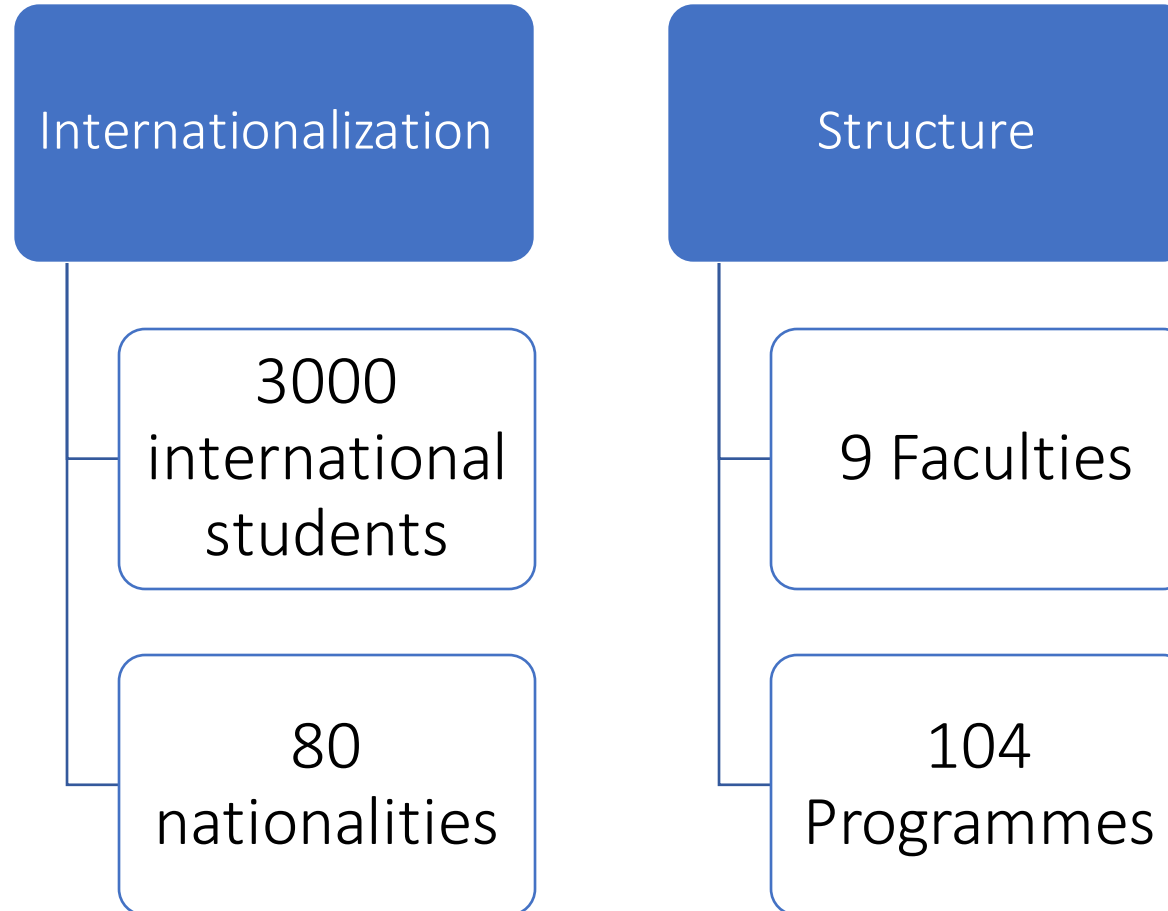 Internationalization
3000
international
students
80
nationalities
Structure
9 Faculties
104
Programmes